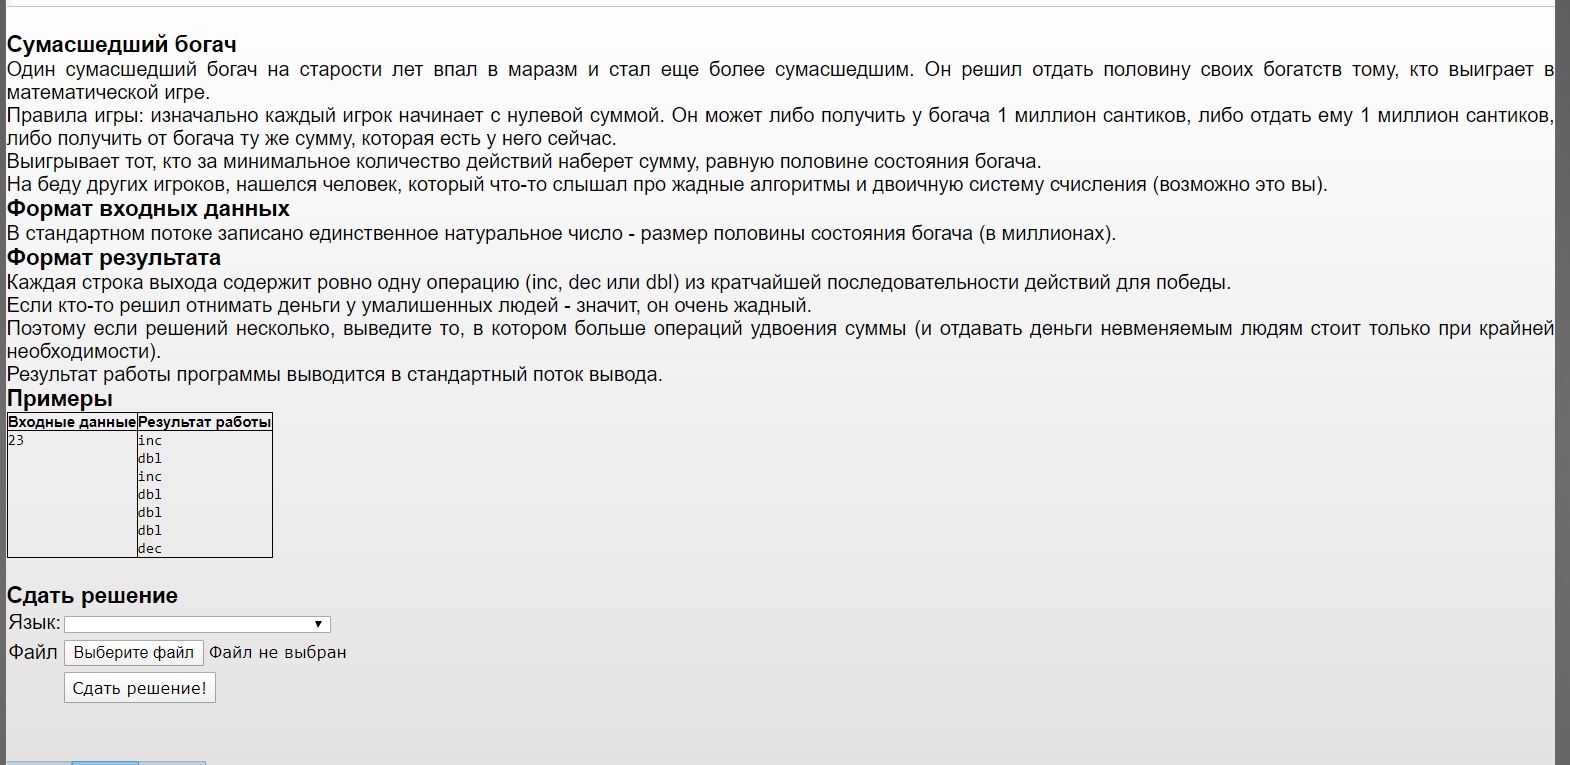 Сумасшедший богач
Один сумасшедший богач на старости лет впал в маразм и стал еще более сумасшедшим. Он решил отдать половину своих богатств тому, кто выиграет в
математической игре.
Правила игры: изначально каждый игрок начинает с нулевой суммой. Он может либо получить у богача 1 миллион сантиков, либо отдать ему 1 миллион сантиков,
либо получить от богача ту же сумму, которая есть у него сейчас.
Выигрывает тот, кто за минимальное количество действий наберет сумму, равную половине состояния богача.
На беду других игроков, нашелся человек, который что-то слышал про жадные алгоритмы и двоичную систему счисления (возможно это вы).
Формат входных данных
В стандартном потоке записано единственное натуральное число - размер половины состояния богача (в миллионах).
Формат результата
Каждая строка выхода содержит ровно одну операцию (inc, dec или dbl) из кратчайшей последовательности действий для победы.
Если кто-то решил отнимать деньги у умалишенных людей - значит, он очень жадный.
Поэтому если решений несколько, выведите то, в котором больше операций удвоения суммы (и отдавать деньги невменяемым людям стоит только при крайней
необходимости).
Результат работы программы выводится в стандартный поток вывода.
Примеры
Входные данные Результат работы
23 inc
dbl
inc
dbl
dbl
dbl
dec
Сдать решение
Язык:
Файл Выберите файл Файл не выбран
Сдать решение!